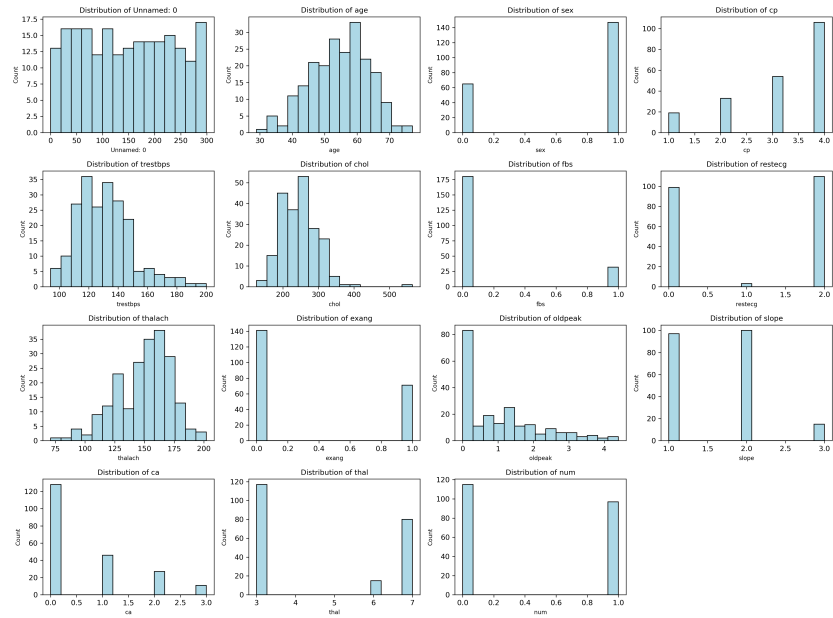 Distribution of Unnamed: 0
Distribution of age
Distribution of sex
Distribution of cp
Count
17.5
15.0
12.5
10.0
7.5
5.0
2.5
0.0
0 50 100 150 200 250 300
Unnamed: 0
Count
30
25
20
15
10
5
0
30 40 50 60 70
age
Count
140
120
100
80
60
40
20
0
0.0 0.2 0.4 0.6 0.8 1.0
sex
Count
100
80
60
40
20
0
1.0 1.5 2.0 2.5 3.0 3.5 4.0
cp
Distribution of trestbps
Distribution of chol
Distribution of fbs
Distribution of restecg
Count
35
30
25
20
15
10
5
0
100 120 140 160 180 200
trestbps
Count
50
40
30
20
10
0
200 300 400 500
chol
Count
175
150
125
100
75
50
25
0
0.0 0.2 0.4 0.6 0.8 1.0
fbs
Count
100
80
60
40
20
0
0.0 0.5 1.0 1.5 2.0
restecg
Distribution of thalach
Distribution of exang
Distribution of oldpeak
Distribution of slope
Count
35
30
25
20
15
10
5
0
75 100 125 150 175 200
thalach
Count
140
120
100
80
60
40
20
0
0.0 0.2 0.4 0.6 0.8 1.0
exang
Count
80
60
40
20
0
0 1 2 3 4
oldpeak
Count
100
80
60
40
20
0
1.0 1.5 2.0 2.5 3.0
slope
Distribution of ca
Distribution of thal
Distribution of num
Count
120
100
80
60
40
20
0
0.0 0.5 1.0 1.5 2.0 2.5 3.0
ca
Count
120
100
80
60
40
20
0
3 4 5 6 7
thal
Count
120
100
80
60
40
20
0
0.0 0.2 0.4 0.6 0.8 1.0
num